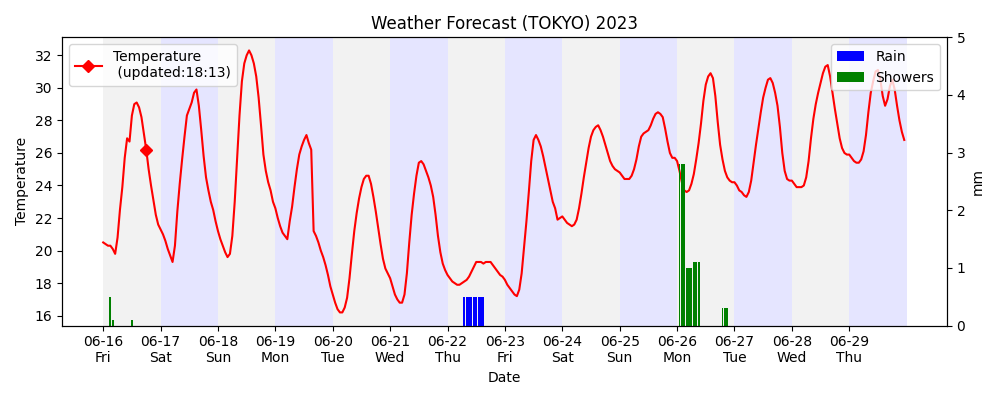 Weather Forecast (TOKYO) 2023
Temperature
(updated:18:13)
Rain
Showers
Temperature
32
30
28
26
24
22
20
18
16
5
4
3
2
1
0
mm
06-16 06-17 06-18 06-19 06-20 06-21 06-22 06-23 06-24 06-25 06-26 06-27 06-28 06-29
Fri Sat Sun Mon Tue Wed Thu Fri Sat Sun Mon Tue Wed Thu
Date